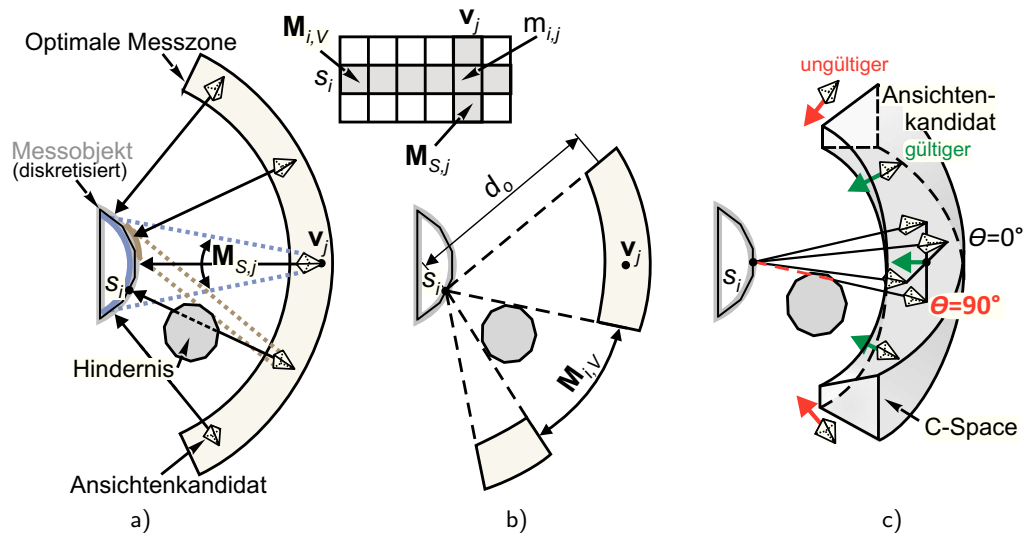 Optimale Messzone
M_{i,V}
v_j
m_{i,j}
s_i
M_{S,j}
Messobjekt
(diskretisiert)
v_j
M_{S,j}
s_i
Hindernis
Ansichtenkandidat
a)
d_o
v_j
s_i
M_{i,V}
b)
ungültiger
Ansichten-
kandidat
gültiger
Θ=0°
s_i
Θ=90°
C-Space
c)